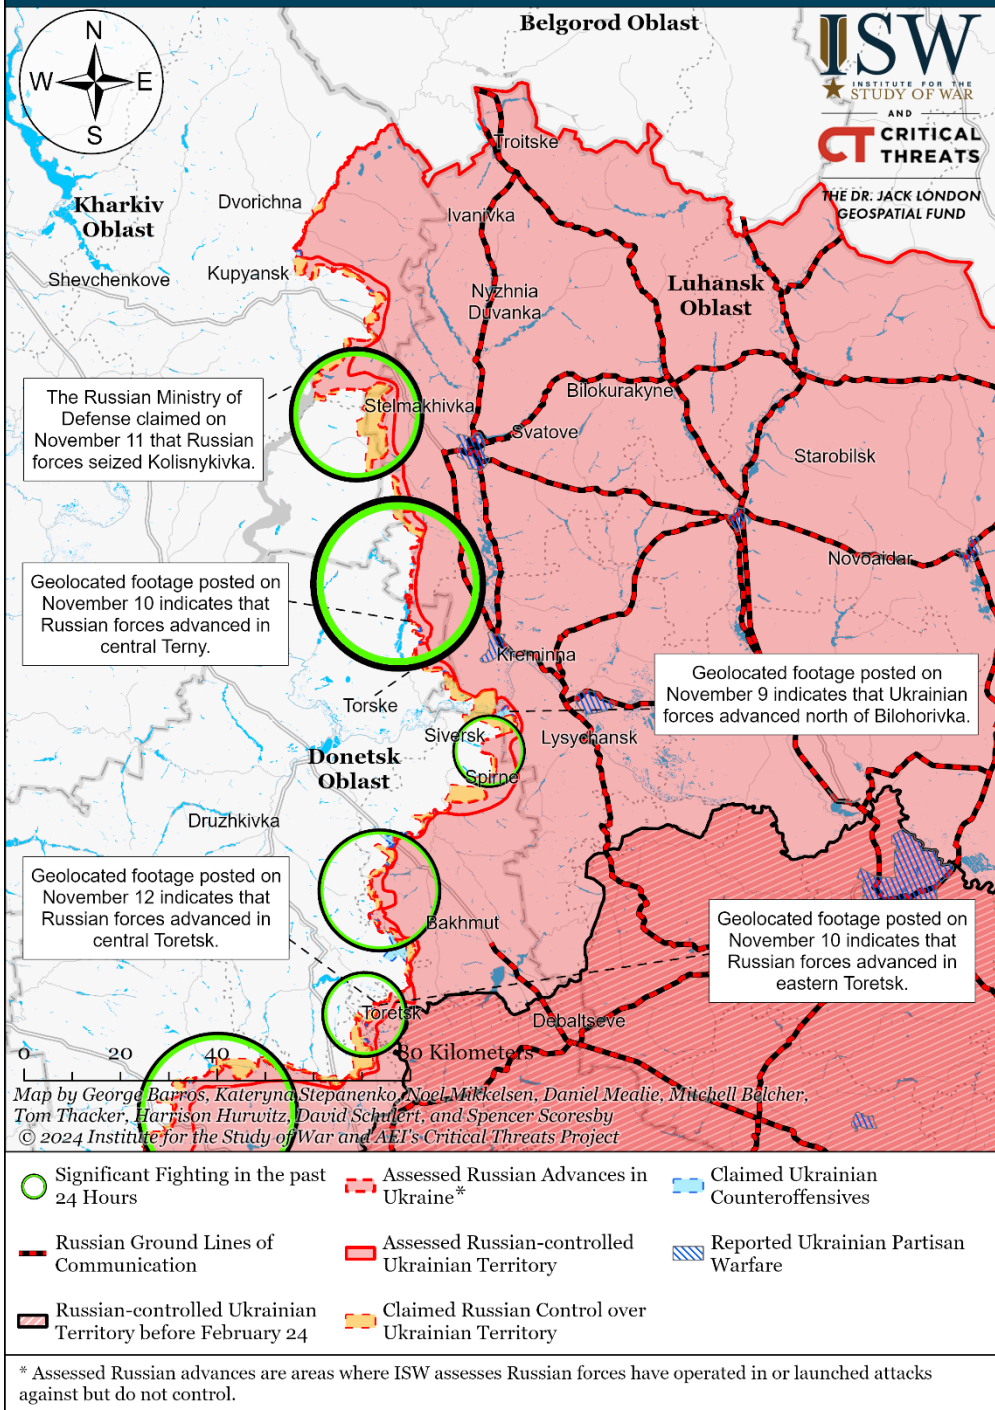 Belgorod Oblast
N
W E
S
ISW
INSTITUTE FOR THE
STUDY OF WAR
AND
CT CRITICAL
THREATS
THE DR. JACK LONDON
GEOSPATIAL FUND
Troitske
Dvorichna
Kharkiv
Oblast
Ivanivka
Shevchenkove
Kupyansk
Nyzhnia
Duvanka
Luhansk
Oblast
The Russian Ministry of
Defense claimed on
November 11 that Russian
forces seized Kolisnykivka.
Stelmakhivka
Bilokurakyne
Svatove
Starobilsk
Novoaidar
Geolocated footage posted on
November 10 indicates that
Russian forces advanced in
central Terny.
Kreminna
Geolocated footage posted on
November 9 indicates that Ukrainian
forces advanced north of Bilohorivka.
Torske
Siversk
Lysychansk
Donetsk
Oblast
Spirne
Druzhkivka
Geolocated footage posted on
November 12 indicates that
Russian forces advanced in
central Toretsk.
Bakhmut
Geolocated footage posted on
November 10 indicates that
Russian forces advanced in
eastern Toretsk.
Toretsk
Debaltseve
0 20 40 80 Kilometers
Map by George Barros, Kateryna Stepanenko, Noel Mikkelsen, Daniel Mealie, Mitchell Belcher,
Tom Thacker, Harrison Hurwitz, David Schulert, and Spencer Scoresby
© 2024 Institute for the Study of War and AEI's Critical Threats Project
Significant Fighting in the past
24 Hours
Russian Ground Lines of
Communication
Russian-controlled Ukrainian
Territory before February 24
Assessed Russian Advances in
Ukraine*
Assessed Russian-controlled
Ukrainian Territory
Claimed Russian Control over
Ukrainian Territory
Claimed Ukrainian
Counteroffensives
Reported Ukrainian Partisan
Warfare
* Assessed Russian advances are areas where ISW assesses Russian forces have operated in or launched attacks
against but do not control.